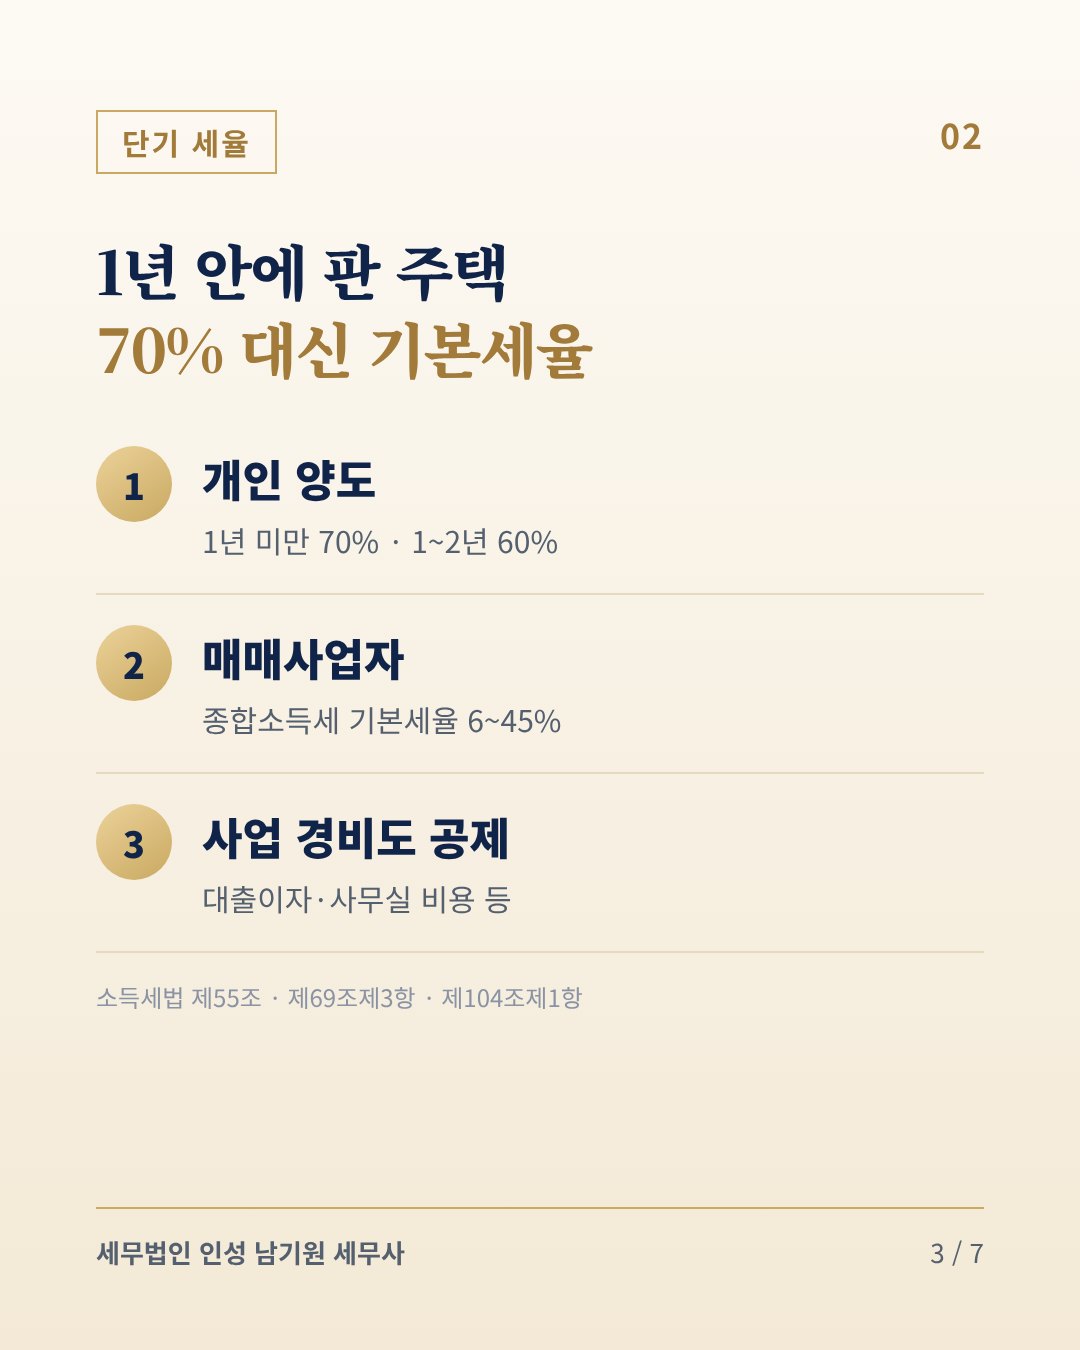 단기 세율
02
1년 안에 판 주택
70% 대신 기본세율
1
개인 양도
1년 미만 70% · 1~2년 60%
2
매매사업자
종합소득세 기본세율 6~45%
3
사업 경비도 공제
대출이자·사무실 비용 등
소득세법 제55조 · 제69조제3항 · 제104조제1항
세무법인 인성 남기원 세무사
3 / 7